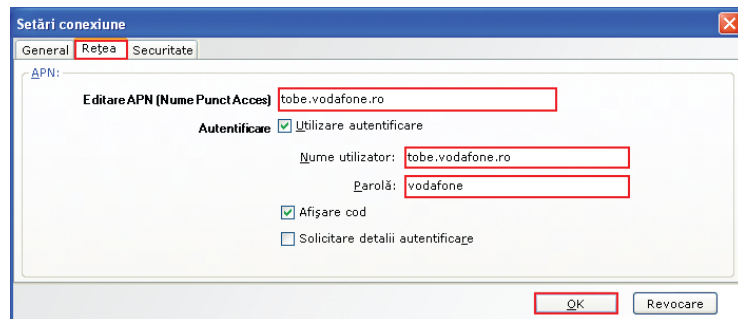 Setări conexiune
General Rețea Securitate
APN:
Editare APN (Nume Punct Acces) tobe.vodafone.ro
Autentificare Utilizare autentificare
Nume utilizator: tobe.vodafone.ro
Parolă: vodafone
Afişare cod
Solicitare detalii autentificare
OK Revocare